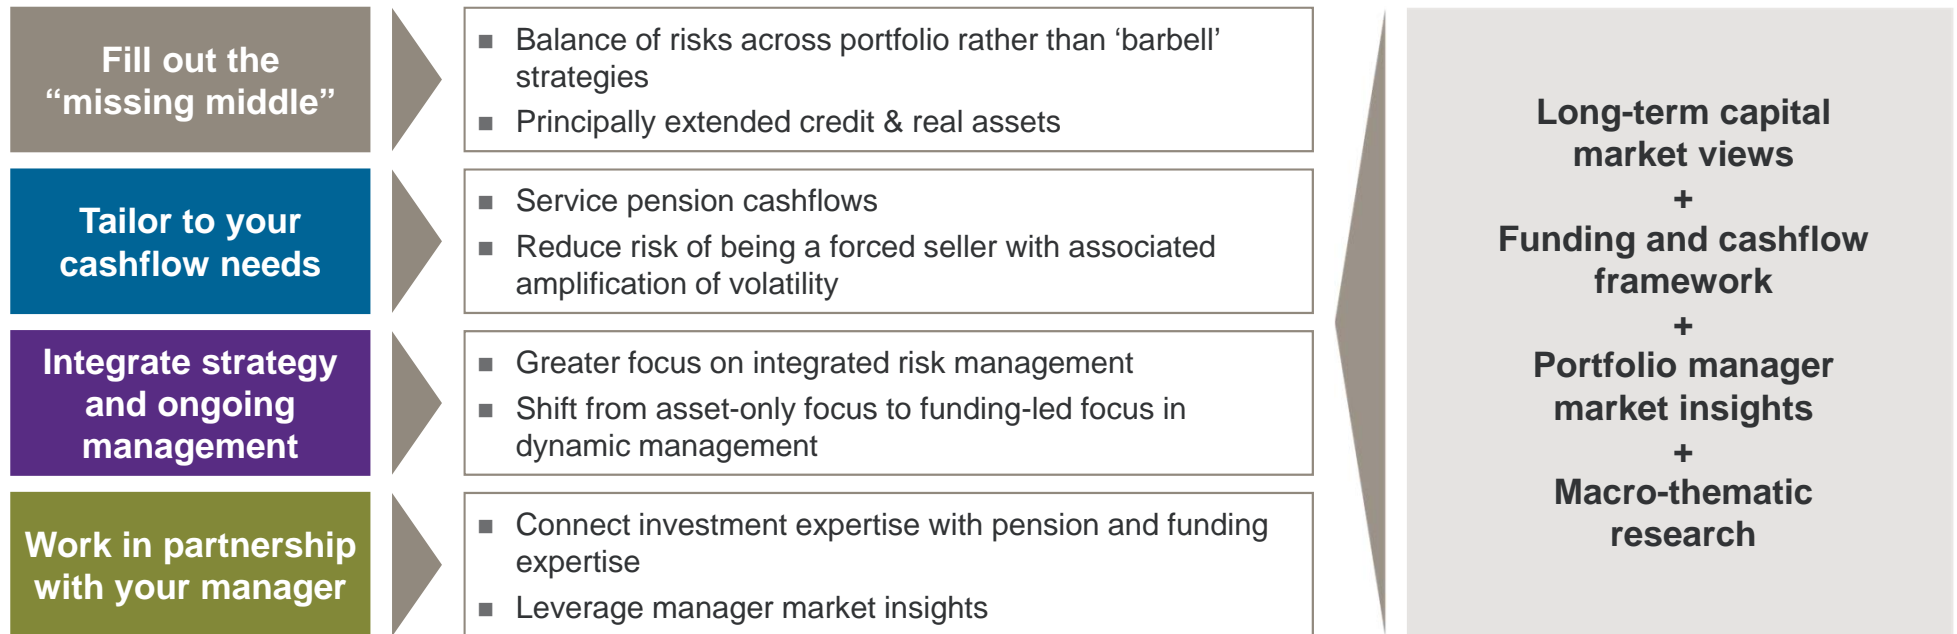 Fill out the
“missing middle”
■ Balance of risks across portfolio rather than ‘barbell’
strategies
■ Principally extended credit & real assets
Tailor to your
cashflow needs
■ Service pension cashflows
■ Reduce risk of being a forced seller with associated
amplification of volatility
Integrate strategy
and ongoing
management
■ Greater focus on integrated risk management
■ Shift from asset-only focus to funding-led focus in
dynamic management
Work in partnership
with your manager
■ Connect investment expertise with pension and funding
expertise
■ Leverage manager market insights
Long-term capital
market views
+
Funding and cashflow
framework
+
Portfolio manager
market insights
+
Macro-thematic
research